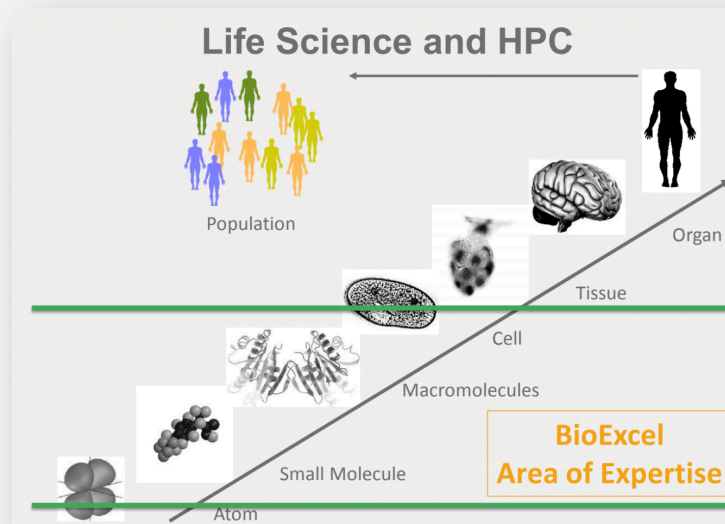 Life Science and HPC
Population
Organ
Tissue
Cell
Macromolecules
BioExcel
Area of Expertise
Small Molecule
Atom